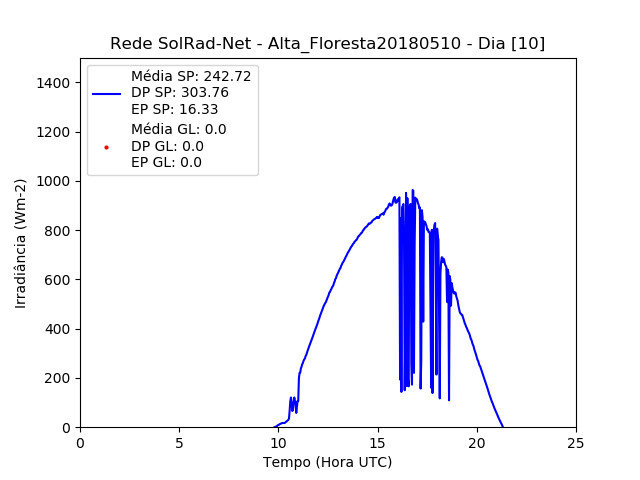 Rede SolRad-Net - Alta_Floresta20180510 - Dia [10]
Média SP: 242.72
DP SP: 303.76
EP SP: 16.33
Média GL: 0.0
DP GL: 0.0
EP GL: 0.0
Irradiância (Wm-2)
1400
1200
1000
800
600
400
200
0
0 5 10 15 20 25
Tempo (Hora UTC)